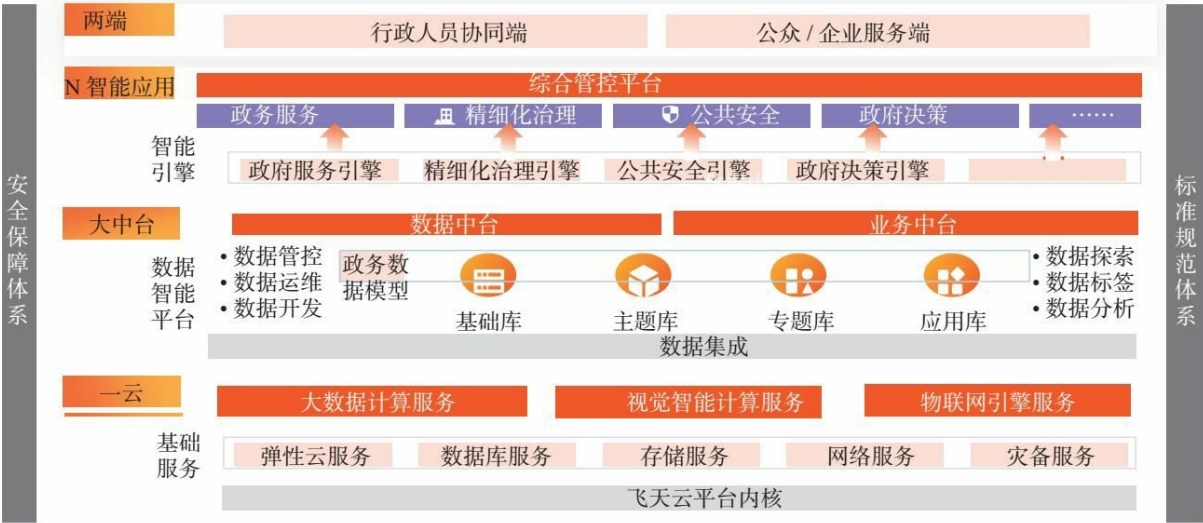 两端
行政人员协同端
公众 / 企业服务端
N 智能应用
综合管控平台
政务服务
精细化治理
公共安全
政府决策
……
智能
引擎
政府服务引擎
精细化治理引擎
公共安全引擎
政府决策引擎
大中台
数据中台
业务中台
数据
智能
平台
• 数据管控
• 数据运维
• 数据开发
政务数
据模型
基础库
主题库
专题库
应用库
• 数据探索
• 数据标签
• 数据分析
数据集成
一云
大数据计算服务
视觉智能计算服务
物联网引擎服务
基础
服务
弹性云服务
数据库服务
存储服务
网络服务
灾备服务
飞天云平台内核
安全保障体系
标准规范体系